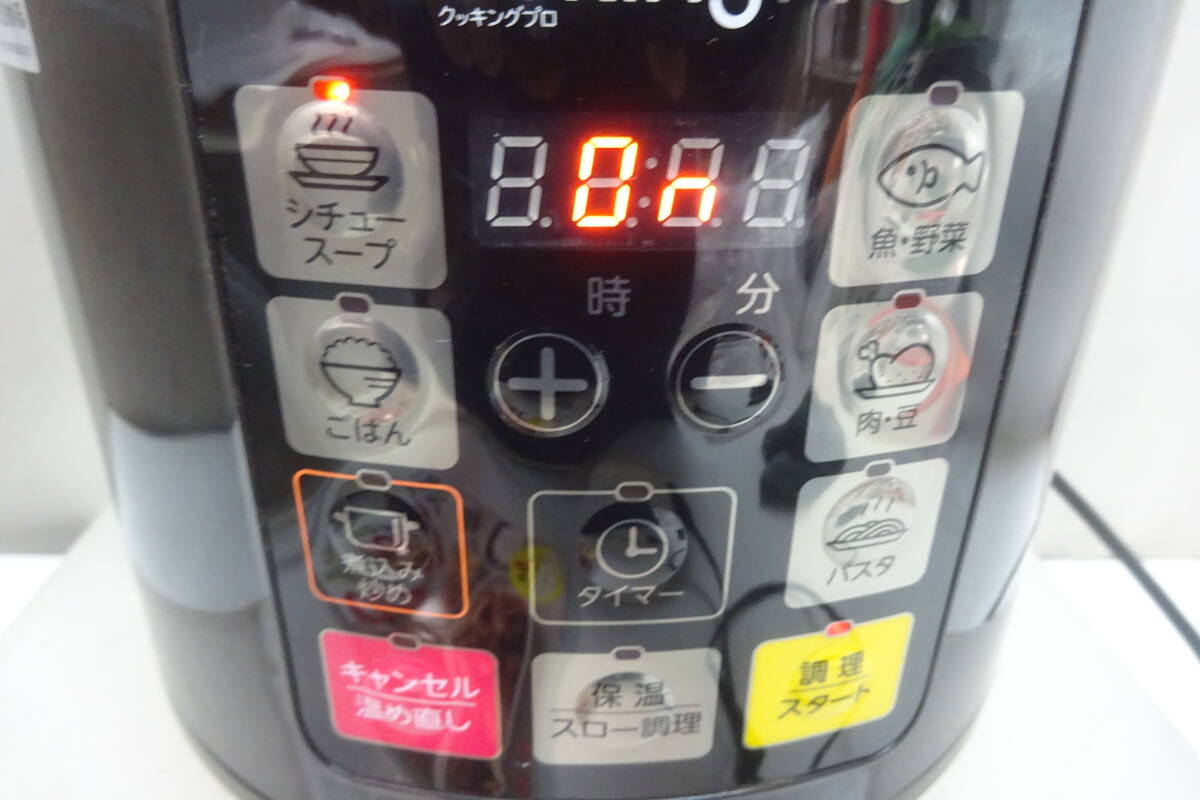 クッキングプロ
シチュー
スープ
0n
魚・野菜
時 分
ごはん
肉・豆
煮込み
炒め
タイマー
パスタ
キャンセル
温め直し
保温
スロー調理
調理
スタート